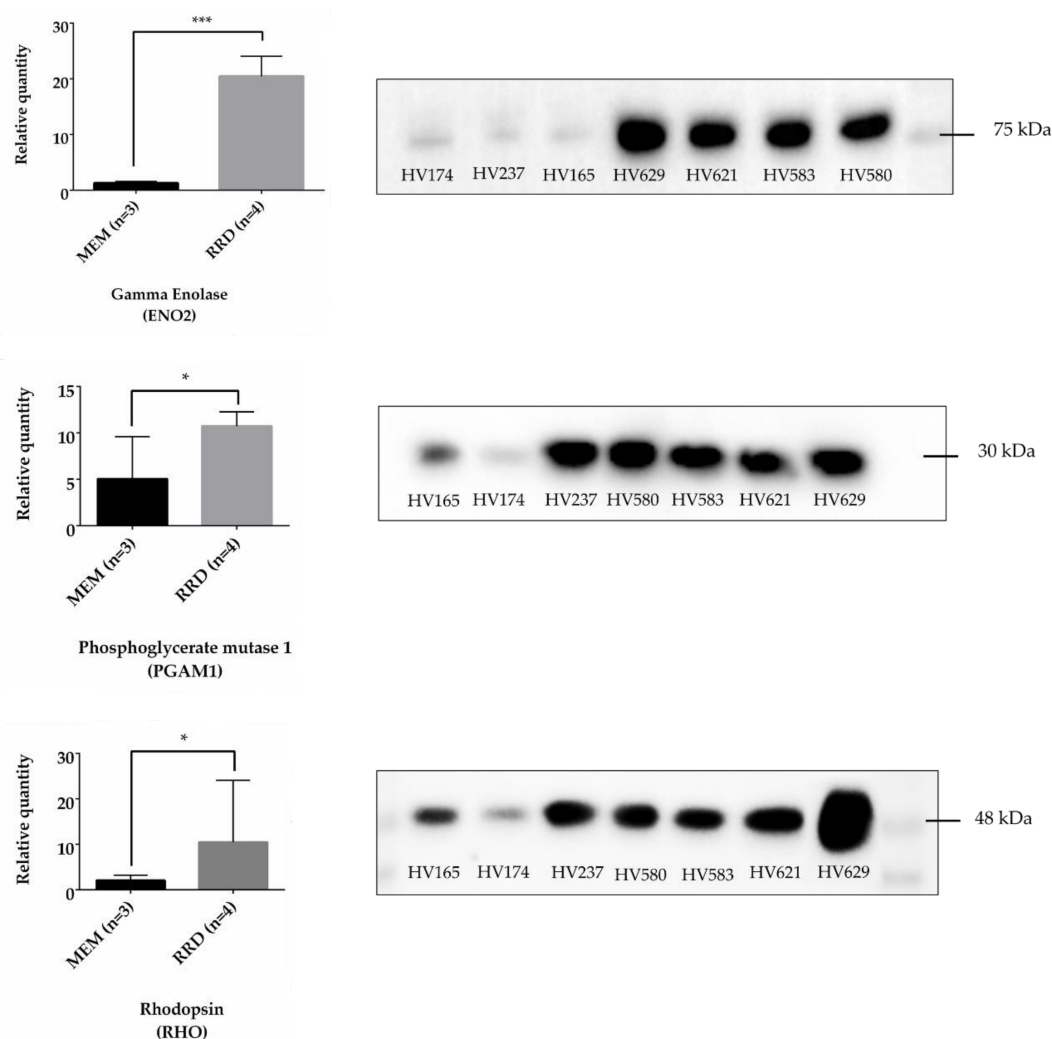 30
***
20
10
0
Relative quantity
MEM (n=3)
RRD (n=4)
Gamma Enolase
(ENO2)
HV174 HV237 HV165 HV629 HV621 HV583 HV580
75 kDa
15
*
10
5
0
Relative quantity
MEM (n=3)
RRD (n=4)
Phosphoglycerate mutase 1
(PGAM1)
HV165 HV174 HV237 HV580 HV583 HV621 HV629
30 kDa
30
*
20
10
0
Relative quantity
MEM (n=3)
RRD (n=4)
Rhodopsin
(RHO)
HV165 HV174 HV237 HV580 HV583 HV621 HV629
48 kDa